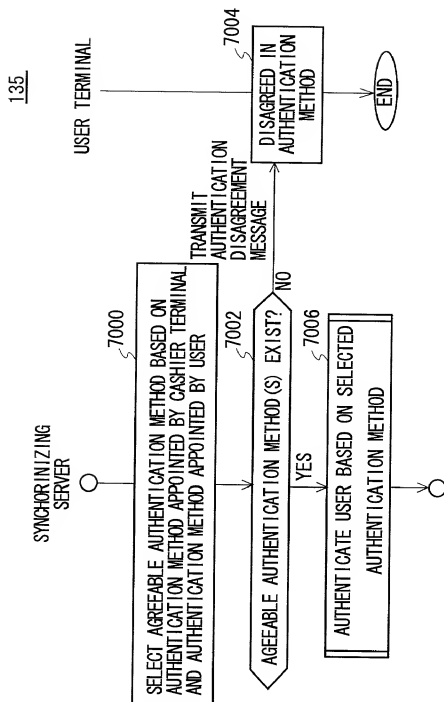 135
SYNCHORINIZING
SERVER
USER TERMINAL
7000
SELECT AGREEABLE AUTHENTICATION METHOD BASED ON
AUTHENTICATION METHOD APPOINTED BY CASHIER TERMINAL
AND AUTHENTICATION METHOD APPOINTED BY USER
TRANSMIT
AUTHENTICATION
DISAGREEMENT
MESSAGE
7002
AGEEABLE AUTHENTICATION METHOD(S) EXIST?
NO
7004
DISAGREED IN
AUTHENTICATION
METHOD
END
YES
7006
AUTHENTICATE USER BASED ON SELECTED
AUTHENTICATION METHOD